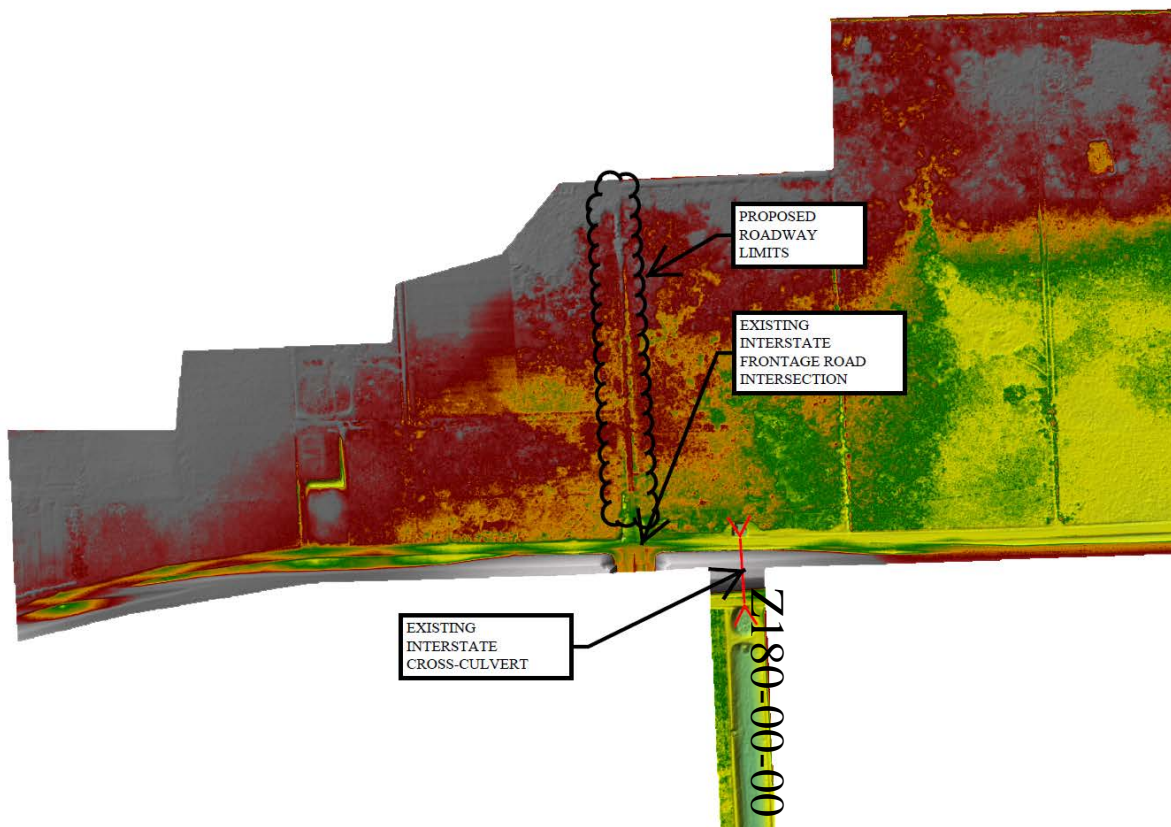 PROPOSED
ROADWAY
LIMITS
EXISTING
INTERSTATE
FRONTAGE ROAD
INTERSECTION
EXISTING
INTERSTATE
CROSS-CULVERT
Z180-00-00